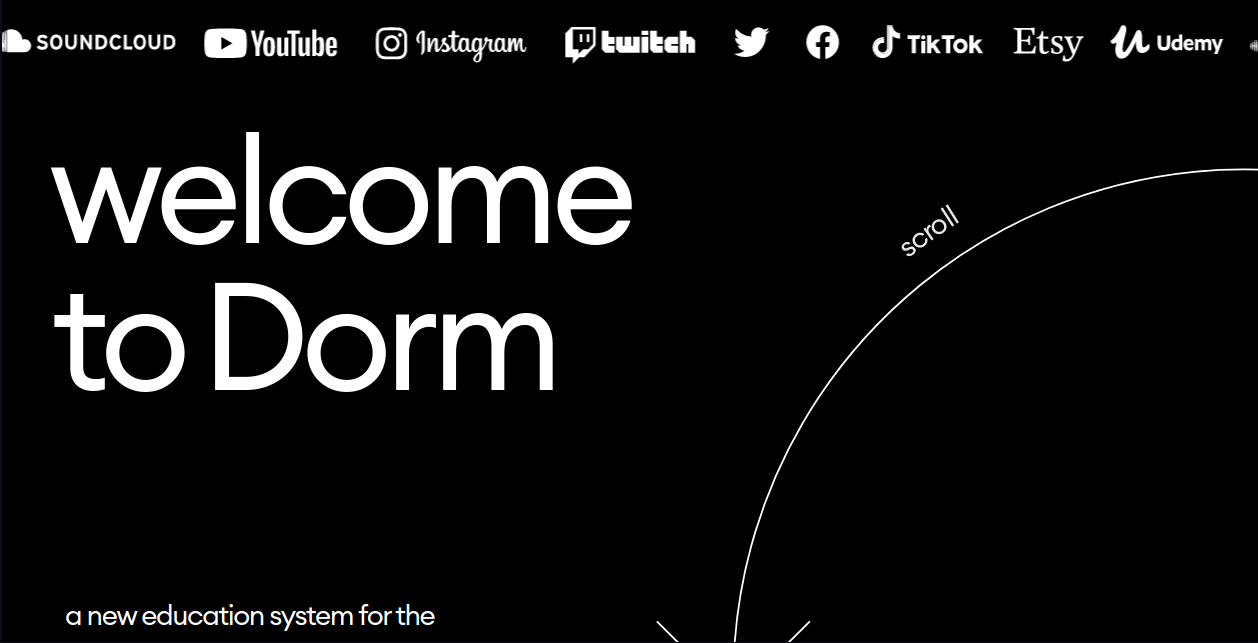 SOUNDCLOUD YouTube Instagram twitch TikTok Etsy Udemy
welcome
to Dorm
scroll
a new education system for the